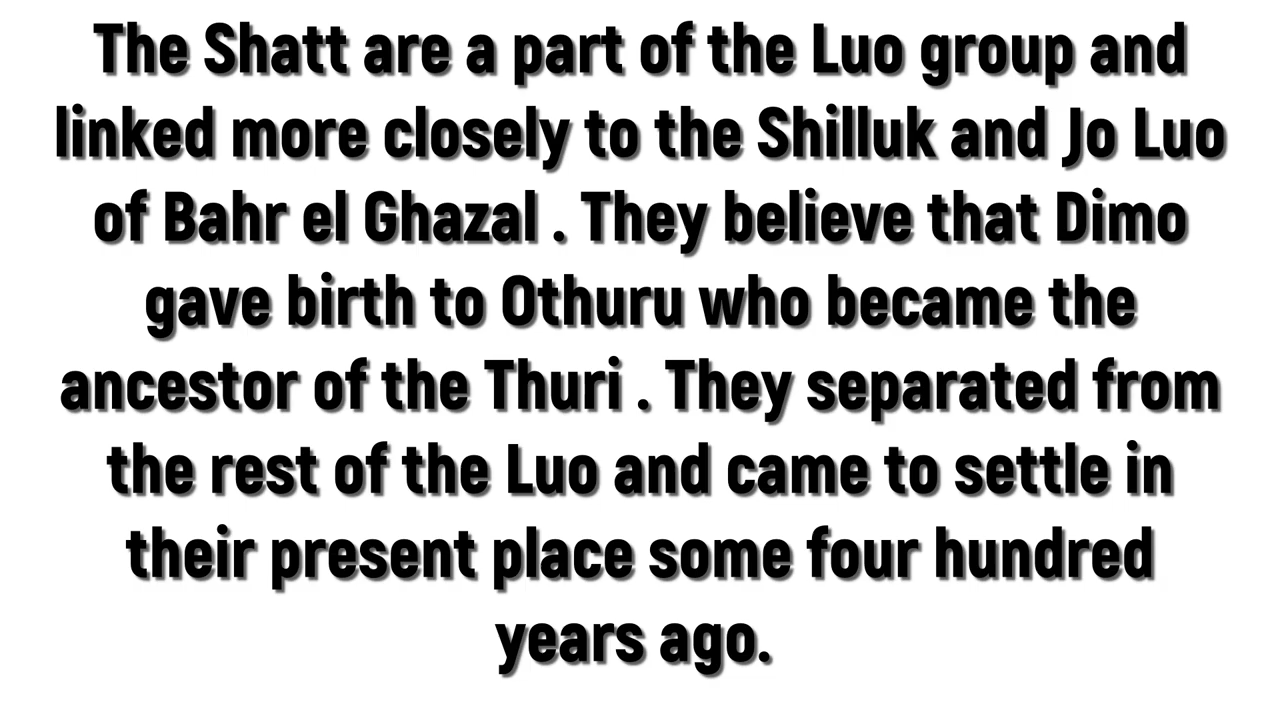 The Shatt are a part of the Luo group and
linked more closely to the Shilluk and Jo Luo
of Bahr el Ghazal . They believe that Dimo
gave birth to Othuru who became the
ancestor of the Thuri . They separated from
the rest of the Luo and came to settle in
their present place some four hundred
years ago.